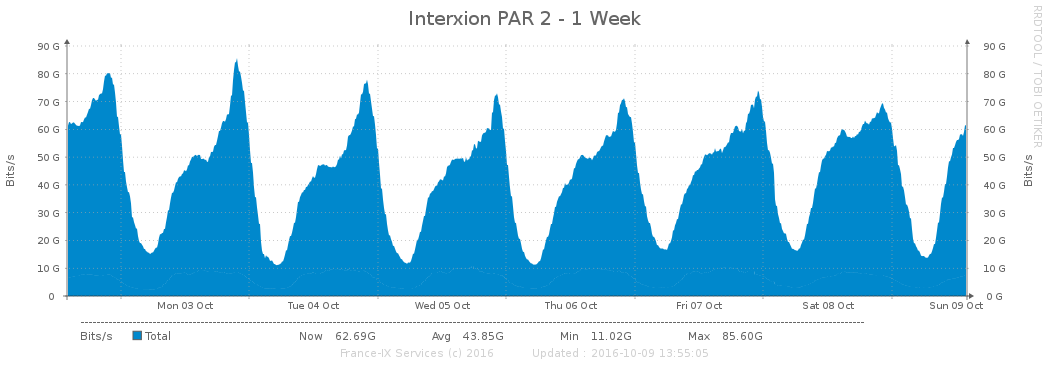 Interxion PAR 2 - 1 Week
RRDTOOL / TOBI OETIKER
Bits/s
90 G
80 G
70 G
60 G
50 G
40 G
30 G
20 G
10 G
0
90 G
80 G
70 G
60 G
50 G
40 G
30 G
20 G
10 G
0 G
Bits/s
Mon 03 Oct Tue 04 Oct Wed 05 Oct Thu 06 Oct Fri 07 Oct Sat 08 Oct Sun 09 Oct
Bits/s Total Now 62.69G Avg 43.85G Min 11.02G Max 85.60G
France-IX Services (c) 2016 Updated : 2016-10-09 13:55:05